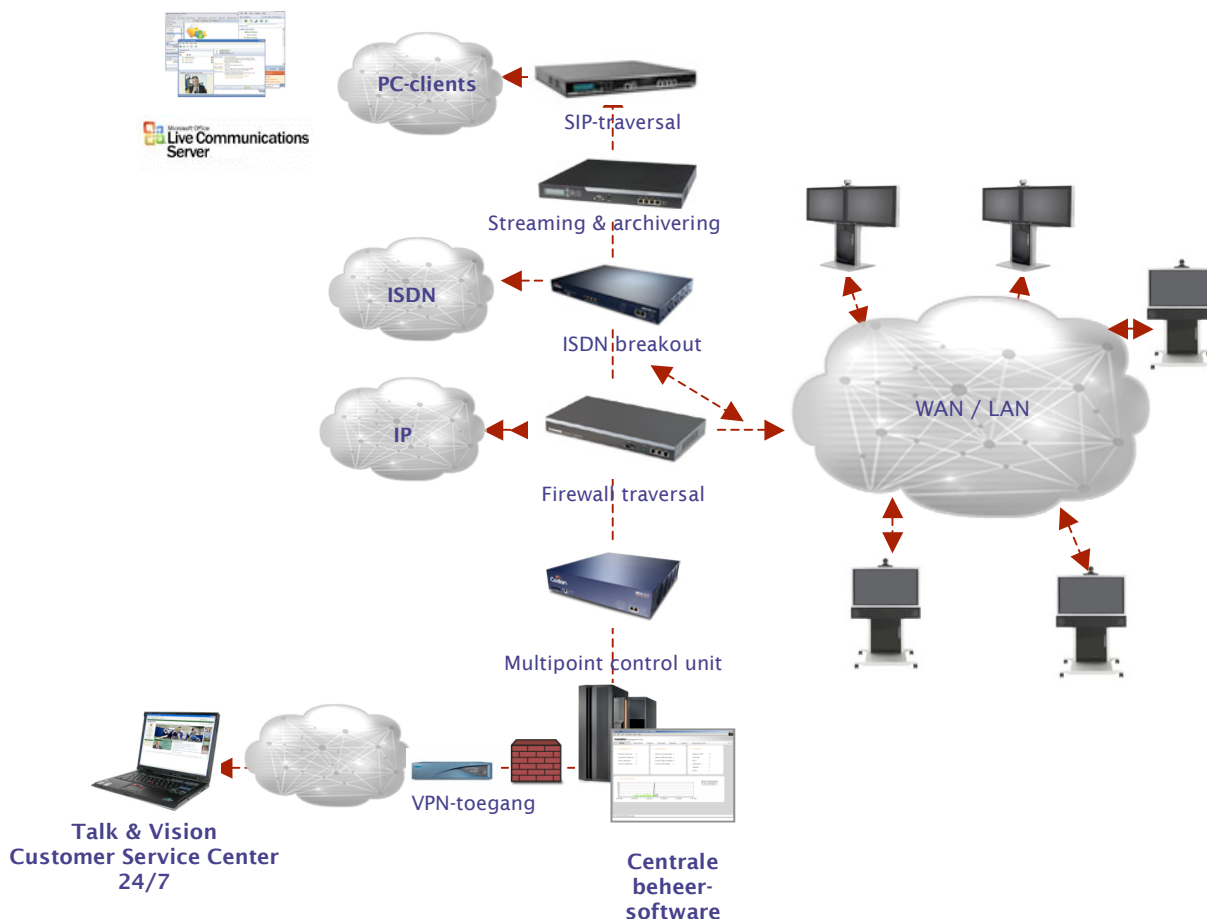 PC-clients
SIP-traversal
Microsoft Office
Live Communications
Server
Streaming & archivering
ISDN
ISDN breakout
WAN / LAN
IP
Firewall traversal
Codian
Multipoint control unit
VPN-toegang
Talk & Vision
Customer Service Center
24/7
Centrale
beheer-
software